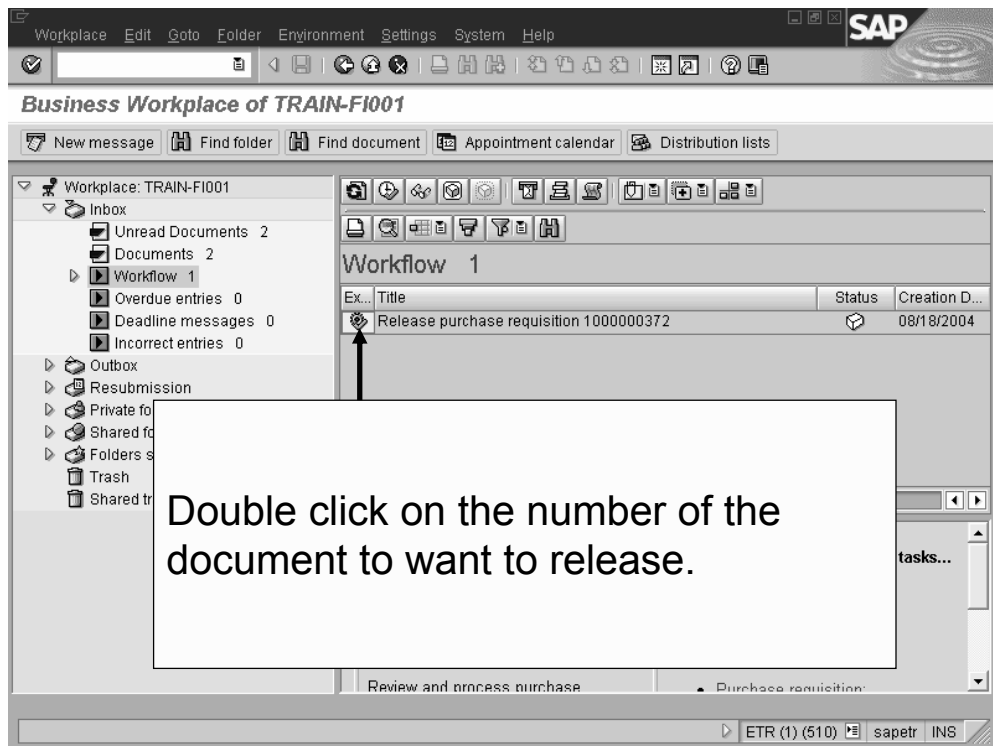 Workplace Edit Goto Folder Environment Settings System Help
SAP
Business Workplace of TRAIN-FI001
New message Find folder Find document Appointment calendar Distribution lists
Workplace: TRAIN-FI001
Inbox
Unread Documents 2
Documents 2
Workflow 1
Overdue entries 0
Deadline messages 0
Incorrect entries 0
Outbox
Resubmission
Private fo
Shared fo
Folders s
Trash
Shared tr
Workflow 1
Ex... Title Status Creation D...
Release purchase requisition 1000000372 08/18/2004
Double click on the number of the
document to want to release.
tasks...
Review and process purchase
Purchase requisition:
ETR (1) (510) sapetr INS